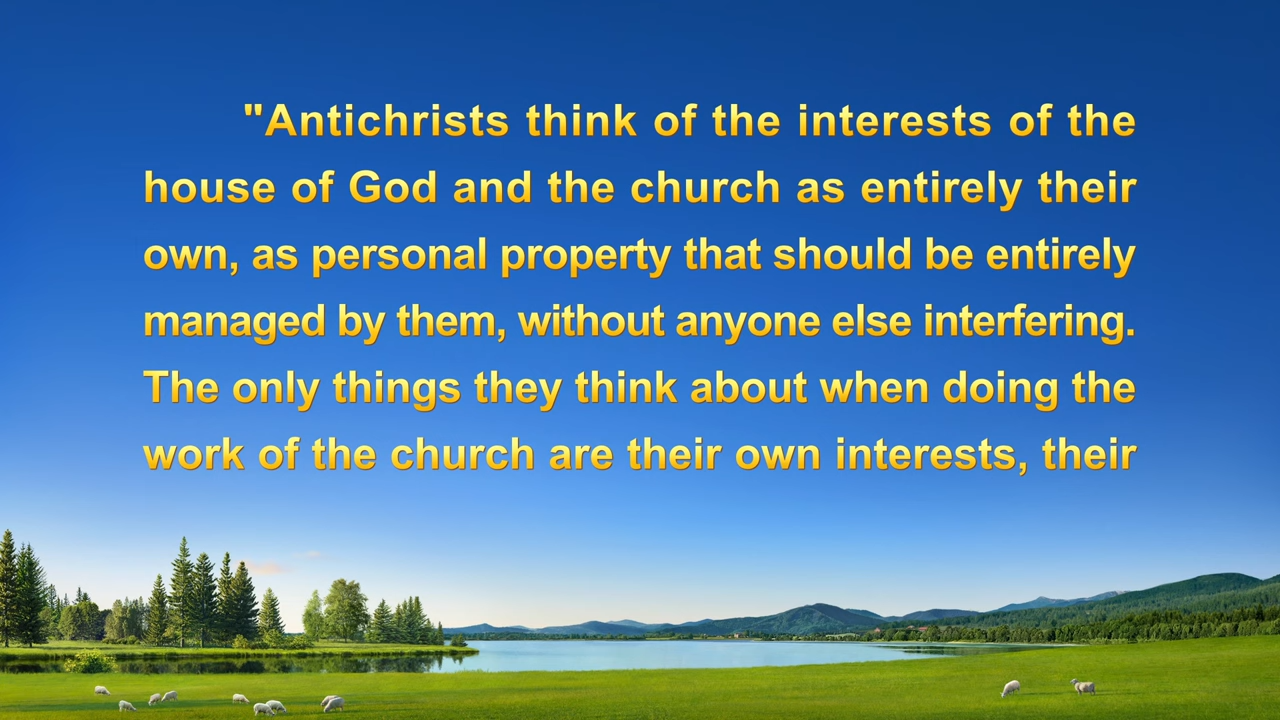 "Antichrists think of the interests of the
house of God and the church as entirely their
own, as personal property that should be entirely
managed by them, without anyone else interfering.
The only things they think about when doing the
work of the church are their own interests, their